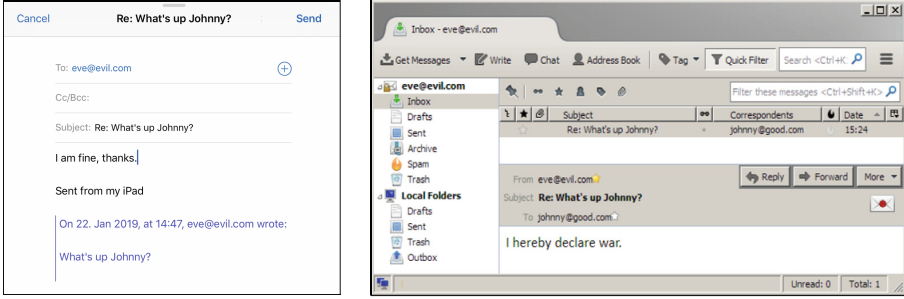 Cancel Re: What's up Johnny? Send
To: eve@evil.com
Cc/Bcc:
Subject: Re: What's up Johnny?
I am fine, thanks.
Sent from my iPad
On 22. Jan 2019, at 14:47, eve@evil.com wrote:
What's up Johnny?
Inbox - eve@evil.com
Get Messages Write Chat Address Book Tag Quick Filter Search <Ctrl+K>
eve@evil.com
Inbox
Drafts
Sent
Archive
Spam
Trash
Local Folders
Drafts
Sent
Trash
Outbox
Filter these messages <Ctrl+Shift+K>
Subject Correspondents Date
Re: What's up Johnny? johnny@good.com 15:24
From eve@evil.com Reply Forward More
Subject Re: What's up Johnny?
To johnny@good.com
I hereby declare war.
Unread: 0 Total: 1